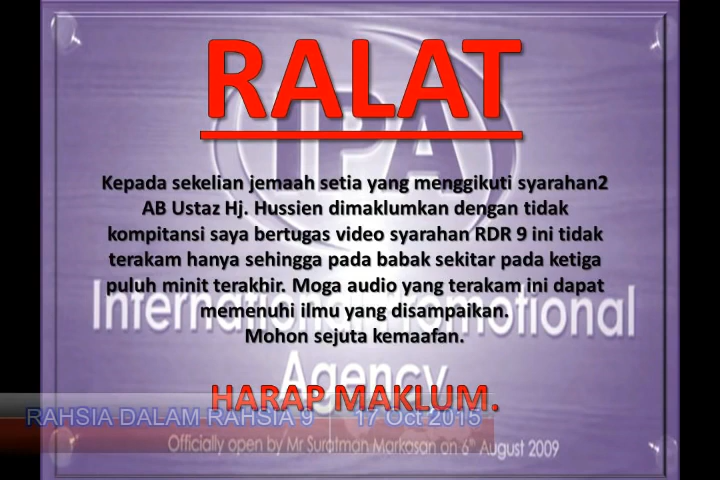 RALAT
IPA
Kepada sekelian jemaah setia yang menggikuti syarahan2
AB Ustaz Hj. Hussien dimaklumkan dengan tidak
kompitansi saya bertugas video syarahan RDR 9 ini tidak
terakam hanya sehingga pada babak sekitar pada ketiga
puluh minit terakhir. Moga audio yang terakam ini dapat
memenuhi ilmu yang disampaikan.
Mohon sejuta kemaafan.
International Promotional
Agency
HARAP MAKLUM.
RAHSIA DALAM RAHSIA 9 | 17 Oct 2015
Officially open by Mr Suratman Markasan on 6th August 2009